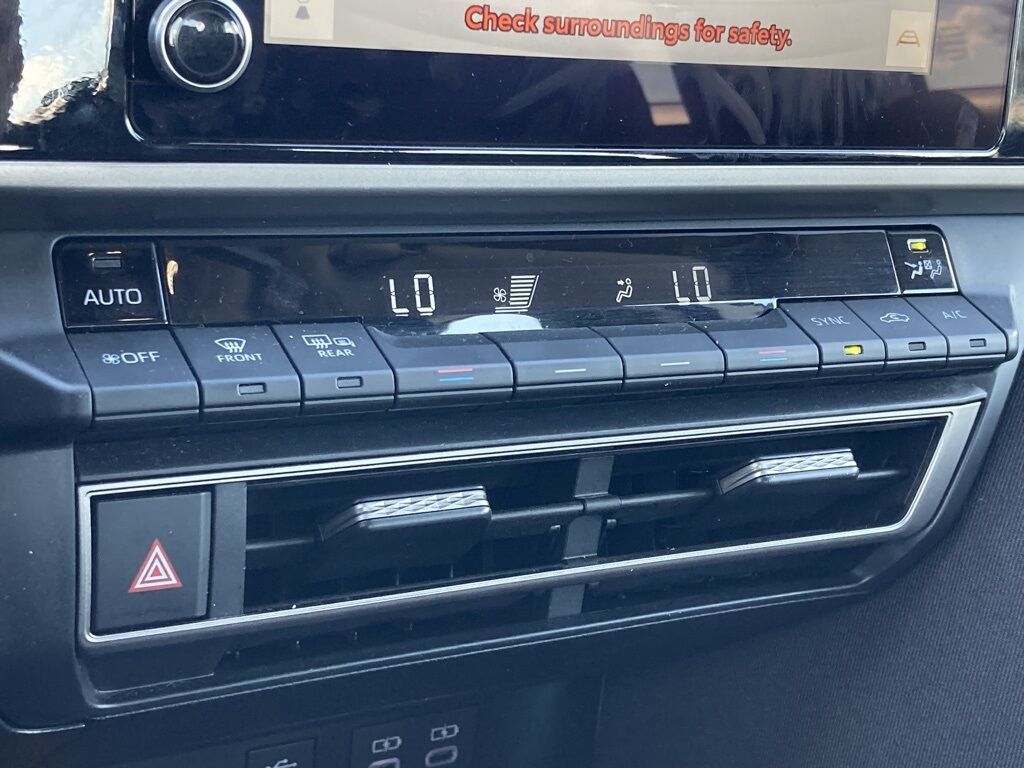 Check surroundings for safety.
AUTO
LO
LO
OFF
FRONT
REAR
SYNC
A/C